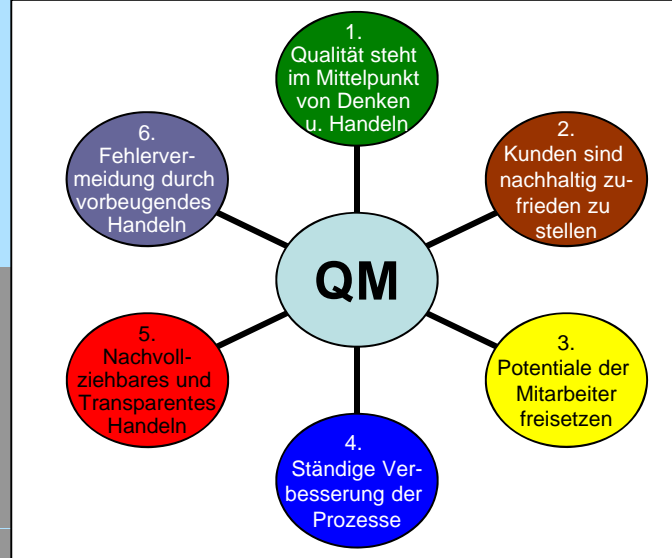 1.
Qualität steht
im Mittelpunkt
von Denken
u. Handeln
2.
Kunden sind
nachhaltig zu-
frieden zu
stellen
3.
Potentiale der
Mitarbeiter
freisetzen
4.
Ständige Ver-
besserung der
Prozesse
5.
Nachvoll-
ziehbares und
Transparentes
Handeln
6.
Fehlerver-
meidung durch
vorbeugendes
Handeln
QM